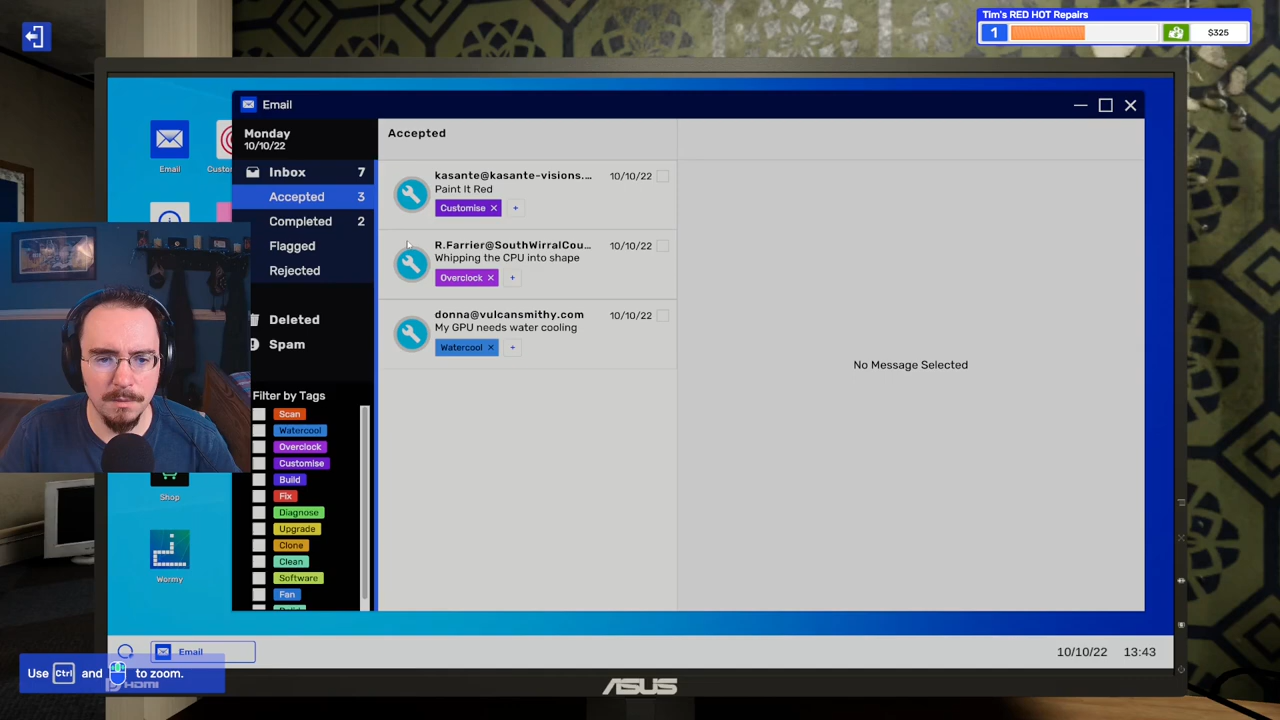 Tim's RED HOT Repairs
1
$325
Email
Monday
10/10/22
Inbox 7
Accepted 3
Completed 2
Flagged
Rejected
Deleted
Spam
Filter by Tags
Scan
Watercool
Overclock
Customise
Build
Fix
Diagnose
Upgrade
Clone
Clean
Software
Fan
Accepted
kasante@kasante-visions.... 10/10/22
Paint It Red
Customise × +
R.Farrier@SouthWirralCou... 10/10/22
Whipping the CPU into shape
Overclock × +
donna@vulcansmithy.com 10/10/22
My GPU needs water cooling
Watercool × +
No Message Selected
Email
Shop
Wormy
Email
10/10/22 13:43
Use Ctrl and to zoom.
HDMI
ASUS